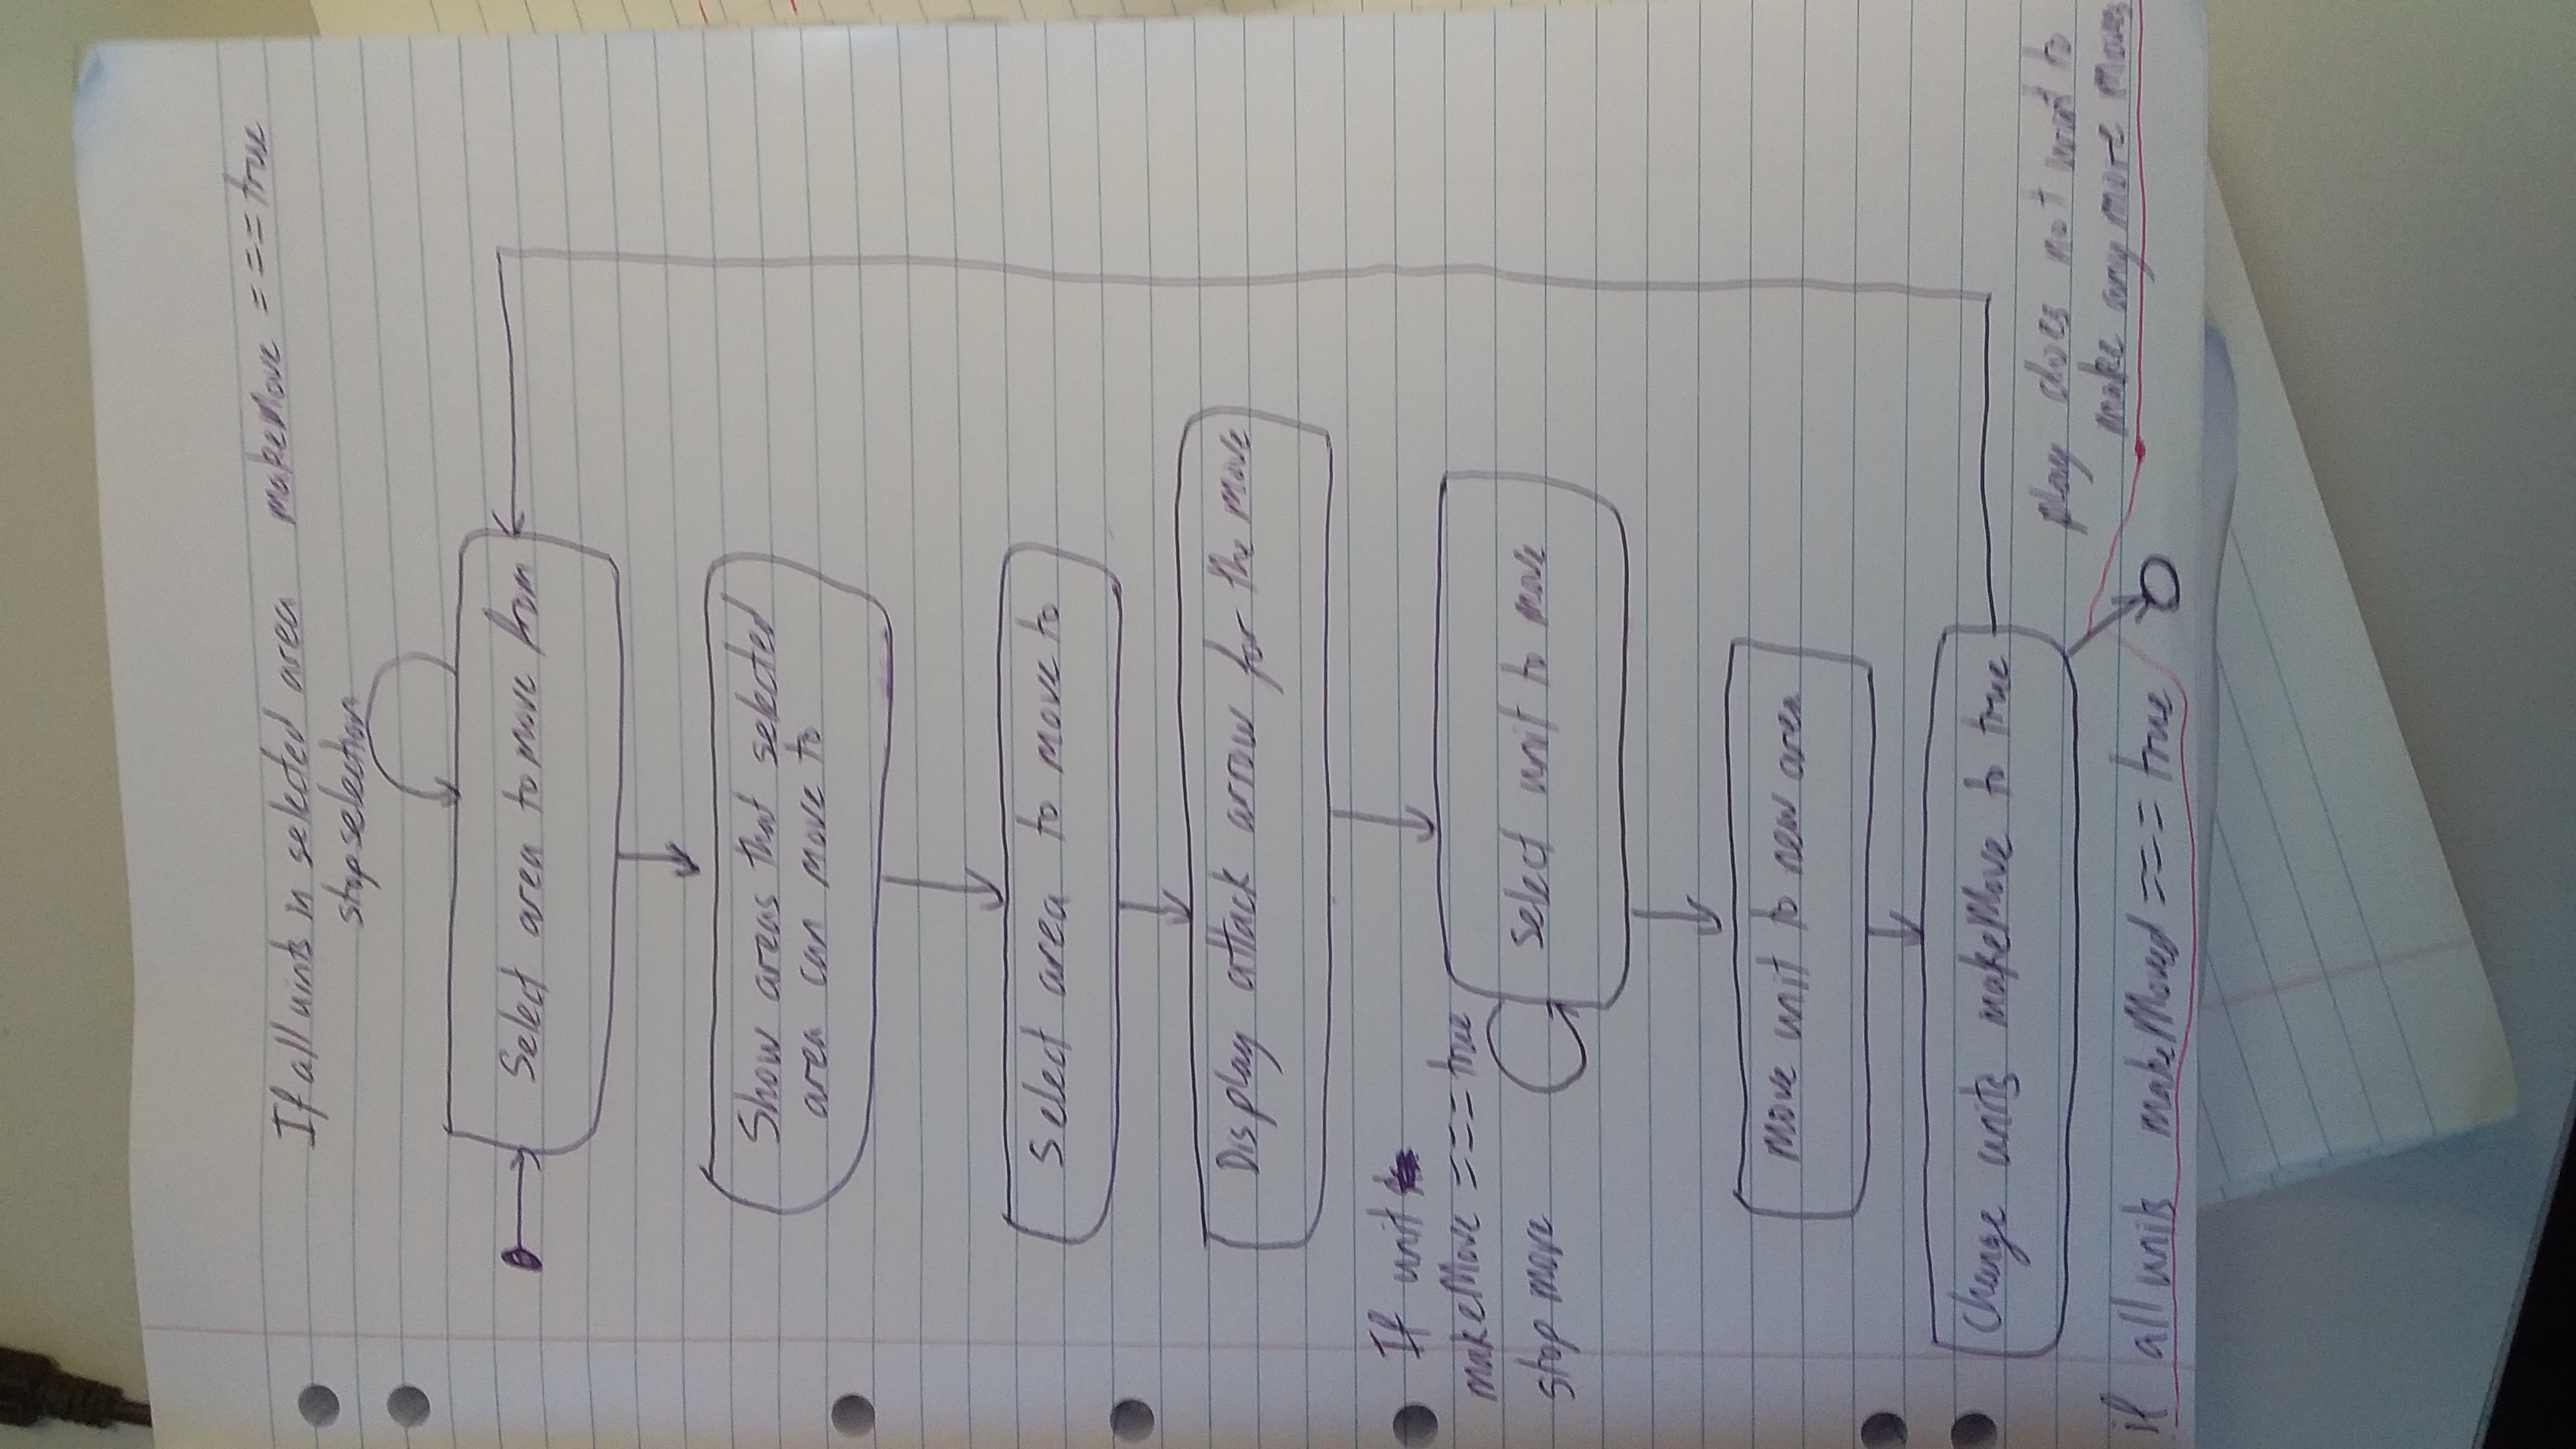 If all uints in selected area makeMove === true
stop selection
Select area to move from
Show areas that selected
area can move to
Select area to move to
Display attack arrow for the move
If unit
makeMove === true
stop move
Select unit to move
Move unit to new area
Change units makeMove to true
play does not want to
make any more moves
if all units makeMoved === true